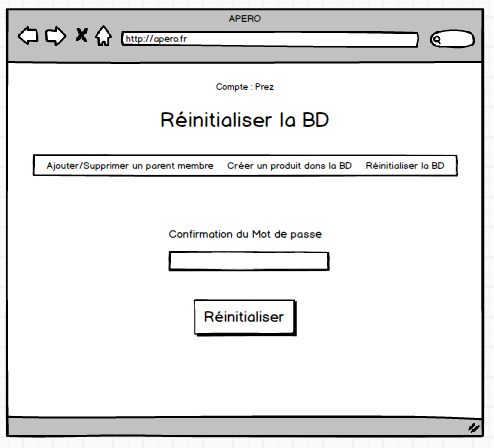 APERO
http://apero.fr
Compte : Prez
Réinitialiser la BD
Ajouter/Supprimer un parent membre Créer un produit dans la BD Réinitialiser la BD
Confirmation du Mot de passe
Réinitialiser